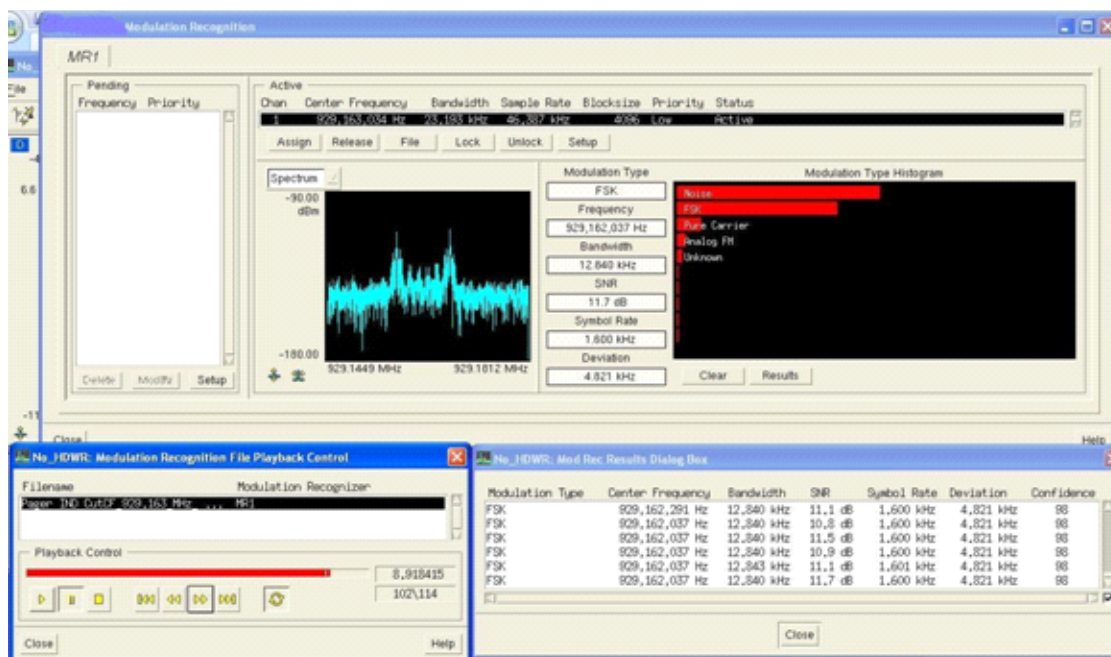 Modulation Recognition
MR1
No_
File
Pending
Frequency Priority
Delete Modify Setup
Active
Chan Center Frequency Bandwidth Sample Rate Blocksize Priority Status
1 929,163,034 Hz 23,193 kHz 46,387 kHz 4096 Low Active
Assign Release File Lock Unlock Setup
Spectrum
-90.00
dBm
-180.00
929.1449 MHz 929.1812 MHz
Modulation Type
FSK
Frequency
929,162,037 Hz
Bandwidth
12.840 kHz
SNR
11.7 dB
Symbol Rate
1.600 kHz
Deviation
4.821 kHz
Modulation Type Histogram
Noise
FSK
Pure Carrier
Analog FM
Unknown
Clear Results
0
6.6
-11
Close Help
No_HDWR: Modulation Recognition File Playback Control
Filename Modulation Recognizer
Pager IND CutCF 929,163 MHz ... MR1
Playback Control
8.918415
102\114
Close Help
No_HDWR: Mod Rec Results Dialog Box
Modulation Type Center Frequency Bandwidth SNR Symbol Rate Deviation Confidence
FSK 929,162,291 Hz 12,840 kHz 11.1 dB 1,600 kHz 4,821 kHz 98
FSK 929,162,037 Hz 12,840 kHz 10.8 dB 1,600 kHz 4,821 kHz 98
FSK 929,162,037 Hz 12,840 kHz 11.5 dB 1,600 kHz 4,821 kHz 98
FSK 929,162,037 Hz 12,840 kHz 10.9 dB 1,600 kHz 4,821 kHz 98
FSK 929,162,037 Hz 12,843 kHz 11.1 dB 1,601 kHz 4,821 kHz 98
FSK 929,162,037 Hz 12,840 kHz 11.7 dB 1,600 kHz 4,821 kHz 98
Close